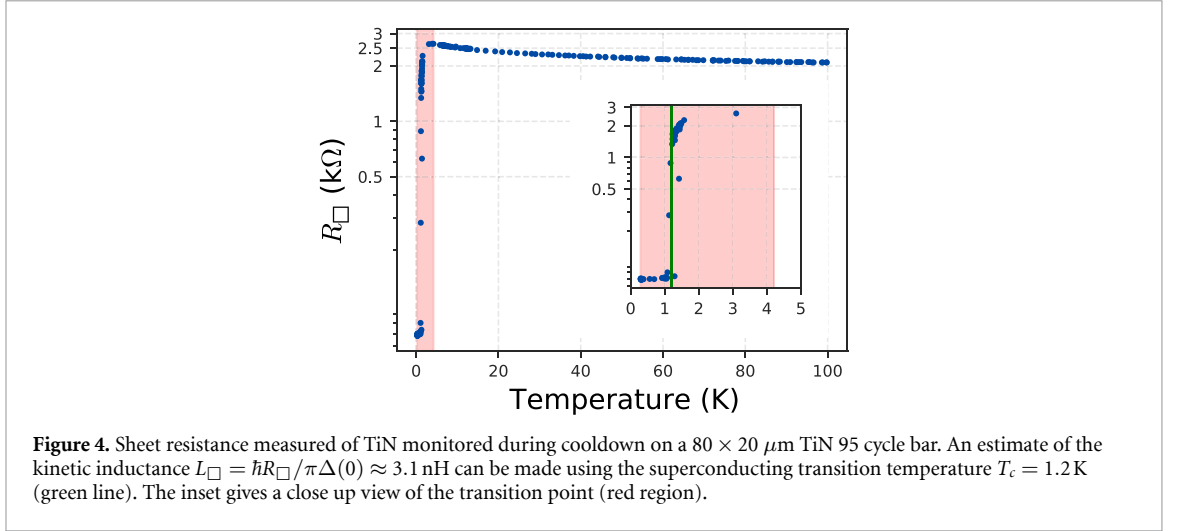 3
2.5
2
1
0.5
R□ (kΩ)
3
2
1
0.5
0 1 2 3 4 5
0 20 40 60 80 100
Temperature (K)
Figure 4. Sheet resistance measured of TiN monitored during cooldown on a 80 × 20 μm TiN 95 cycle bar. An estimate of the
kinetic inductance L□ = ℏR□/πΔ(0) ≈ 3.1 nH can be made using the superconducting transition temperature Tc = 1.2 K
(green line). The inset gives a close up view of the transition point (red region).